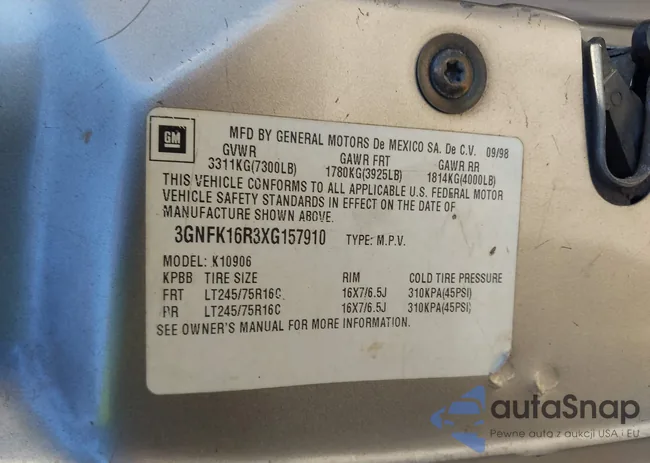 GM
MFD BY GENERAL MOTORS De MEXICO SA. De C.V. 09/98
GVWR GAWR FRT GAWR RR
3311KG(7300LB) 1780KG(3925LB) 1814KG(4000LB)
THIS VEHICLE CONFORMS TO ALL APPLICABLE U.S. FEDERAL MOTOR
VEHICLE SAFETY STANDARDS IN EFFECT ON THE DATE OF
MANUFACTURE SHOWN ABOVE.
3GNFK16R3XG157910 TYPE: M.P.V.
MODEL: K10906
KPBB TIRE SIZE RIM COLD TIRE PRESSURE
FRT LT245/75R16C 16X7/6.5J 310KPA(45PSI)
RR LT245/75R16C 16X7/6.5J 310KPA(45PSI)
SEE OWNER'S MANUAL FOR MORE INFORMATION.
autaSnap
Pewne auta z aukcji USA i EU